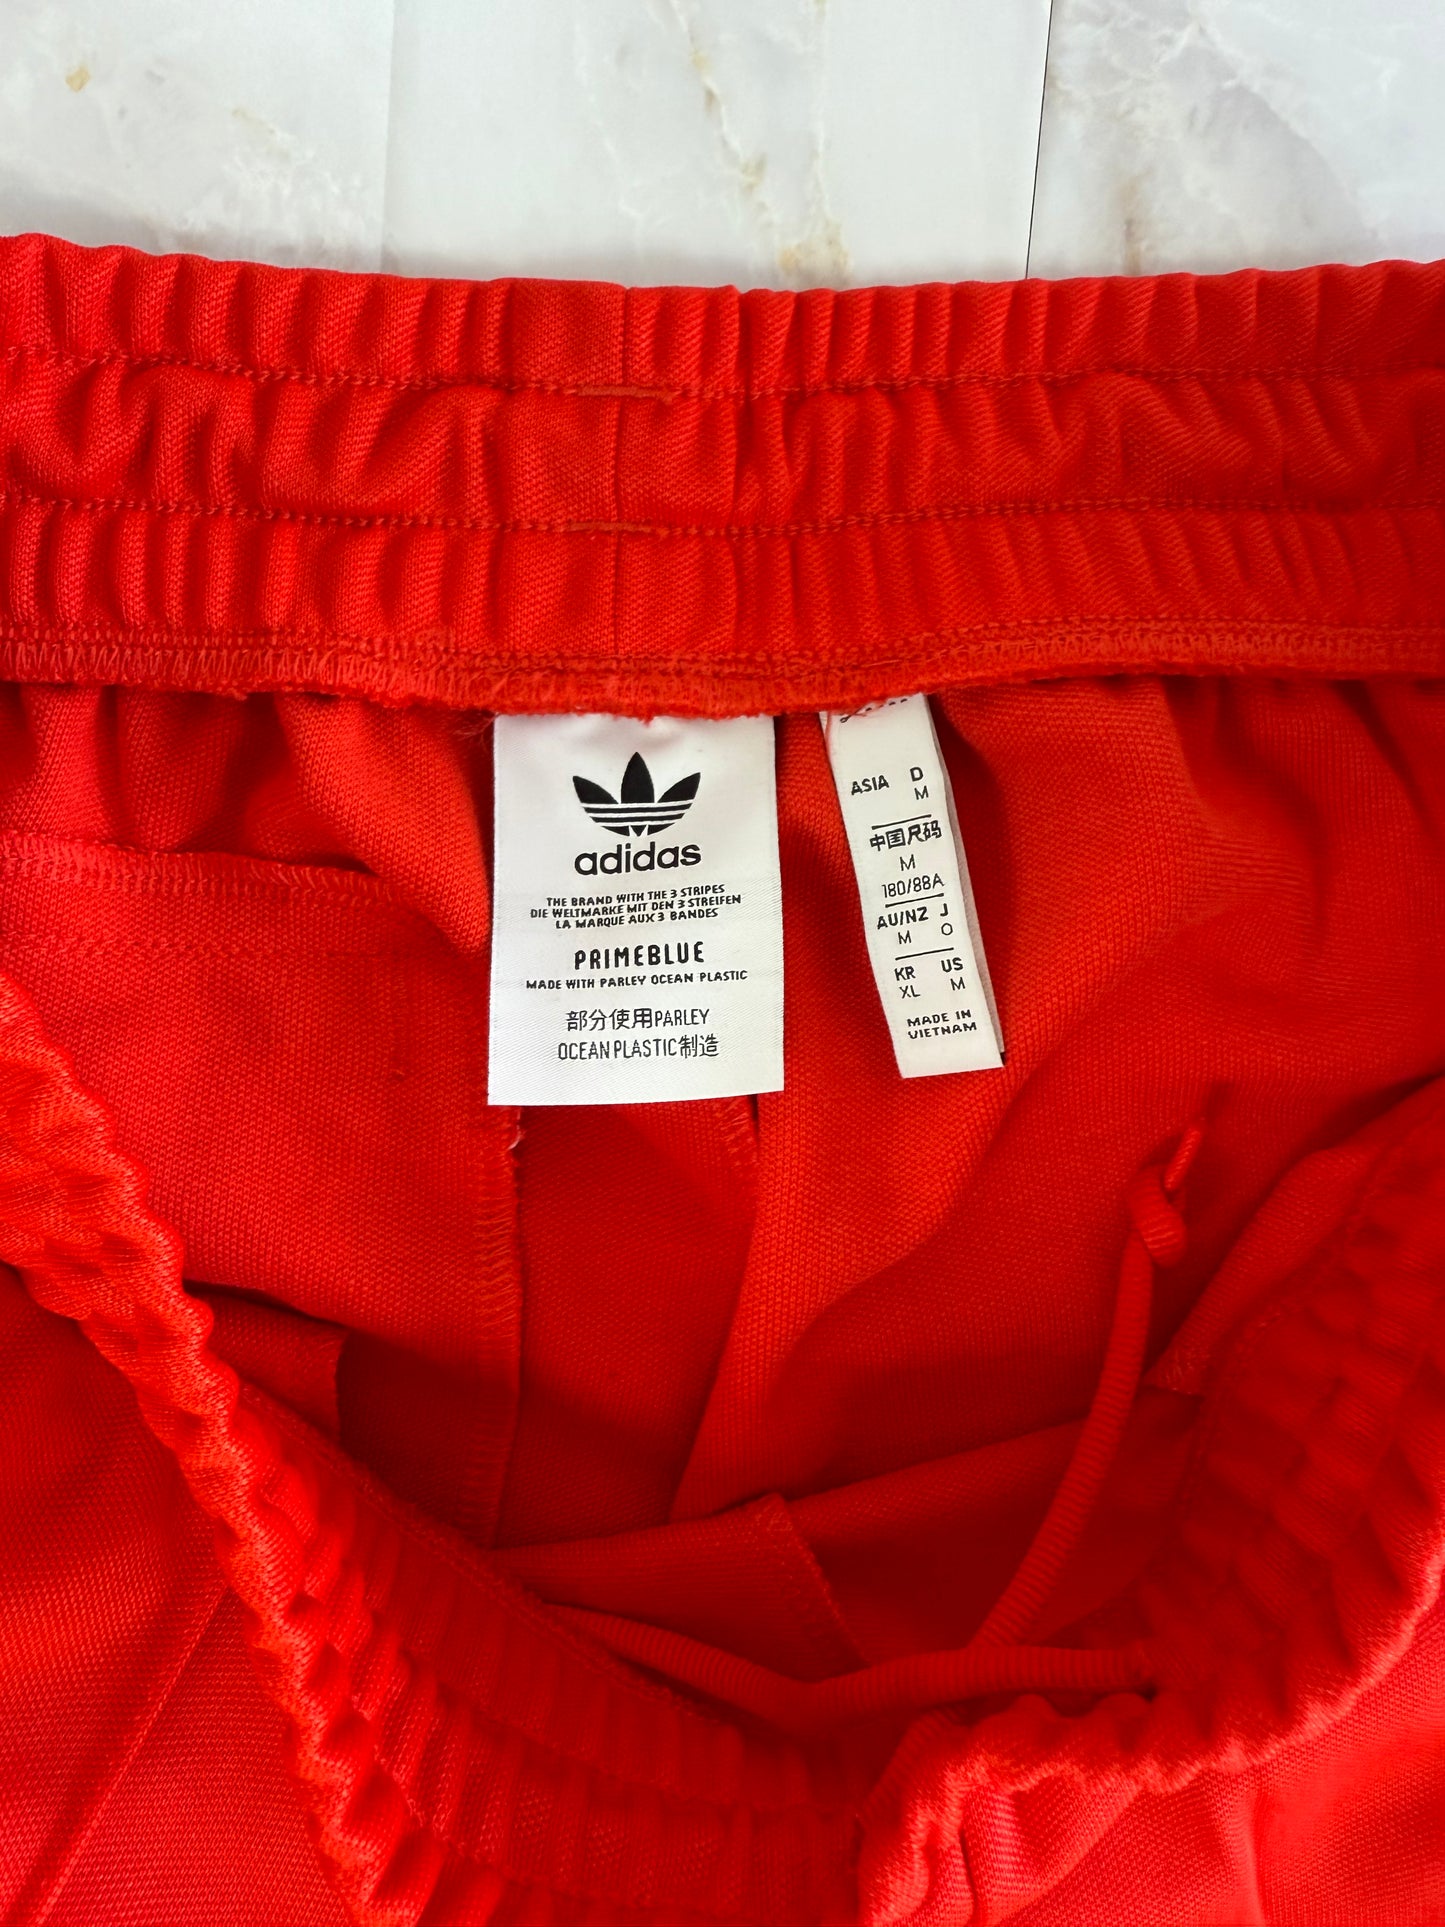 adidas
THE BRAND WITH THE 3 STRIPES
DIE WELTMARKE MIT DEN 3 STREIFEN
LA MARQUE AUX 3 BANDES
PRIMEBLUE
MADE WITH PARLEY OCEAN PLASTIC
部分使用PARLEY
OCEAN PLASTIC制造
ASIA D
M
中国尺码
M
180/88A
AU/NZ J
M O
KR US
XL M
MADE IN
VIETNAM